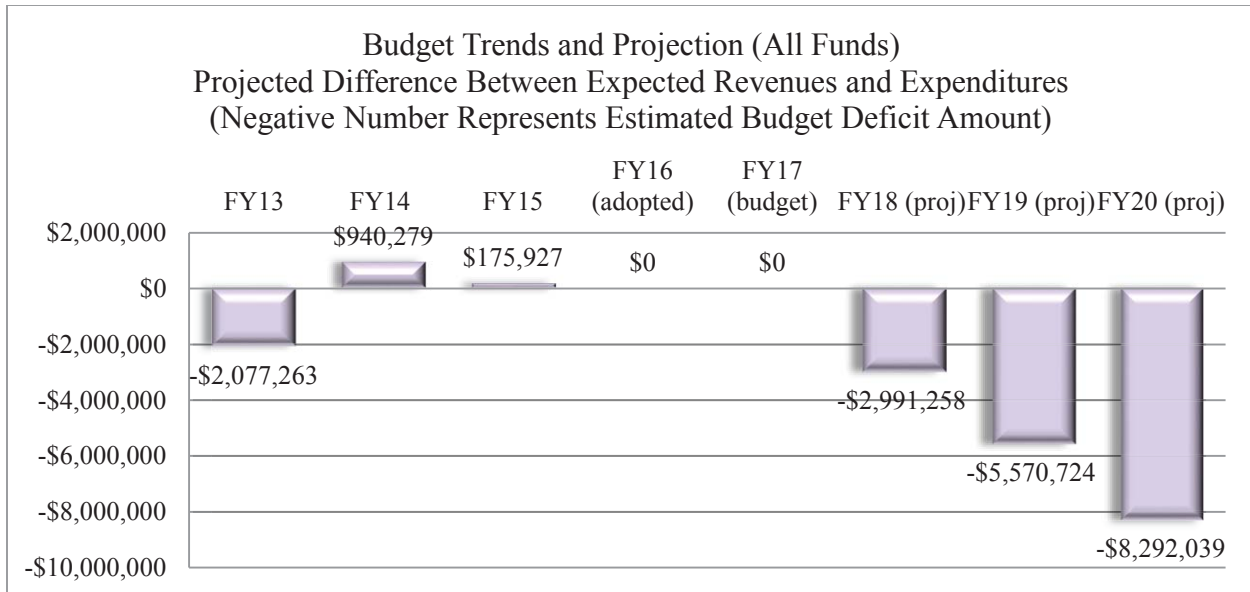 Budget Trends and Projection (All Funds)
Projected Difference Between Expected Revenues and Expenditures
(Negative Number Represents Estimated Budget Deficit Amount)
FY13
FY14
FY15
FY16
(adopted)
FY17
(budget)
FY18 (proj)
FY19 (proj)
FY20 (proj)
$2,000,000
$0
-$2,000,000
-$4,000,000
-$6,000,000
-$8,000,000
-$10,000,000
-$2,077,263
$940,279
$175,927
$0
$0
-$2,991,258
-$5,570,724
-$8,292,039